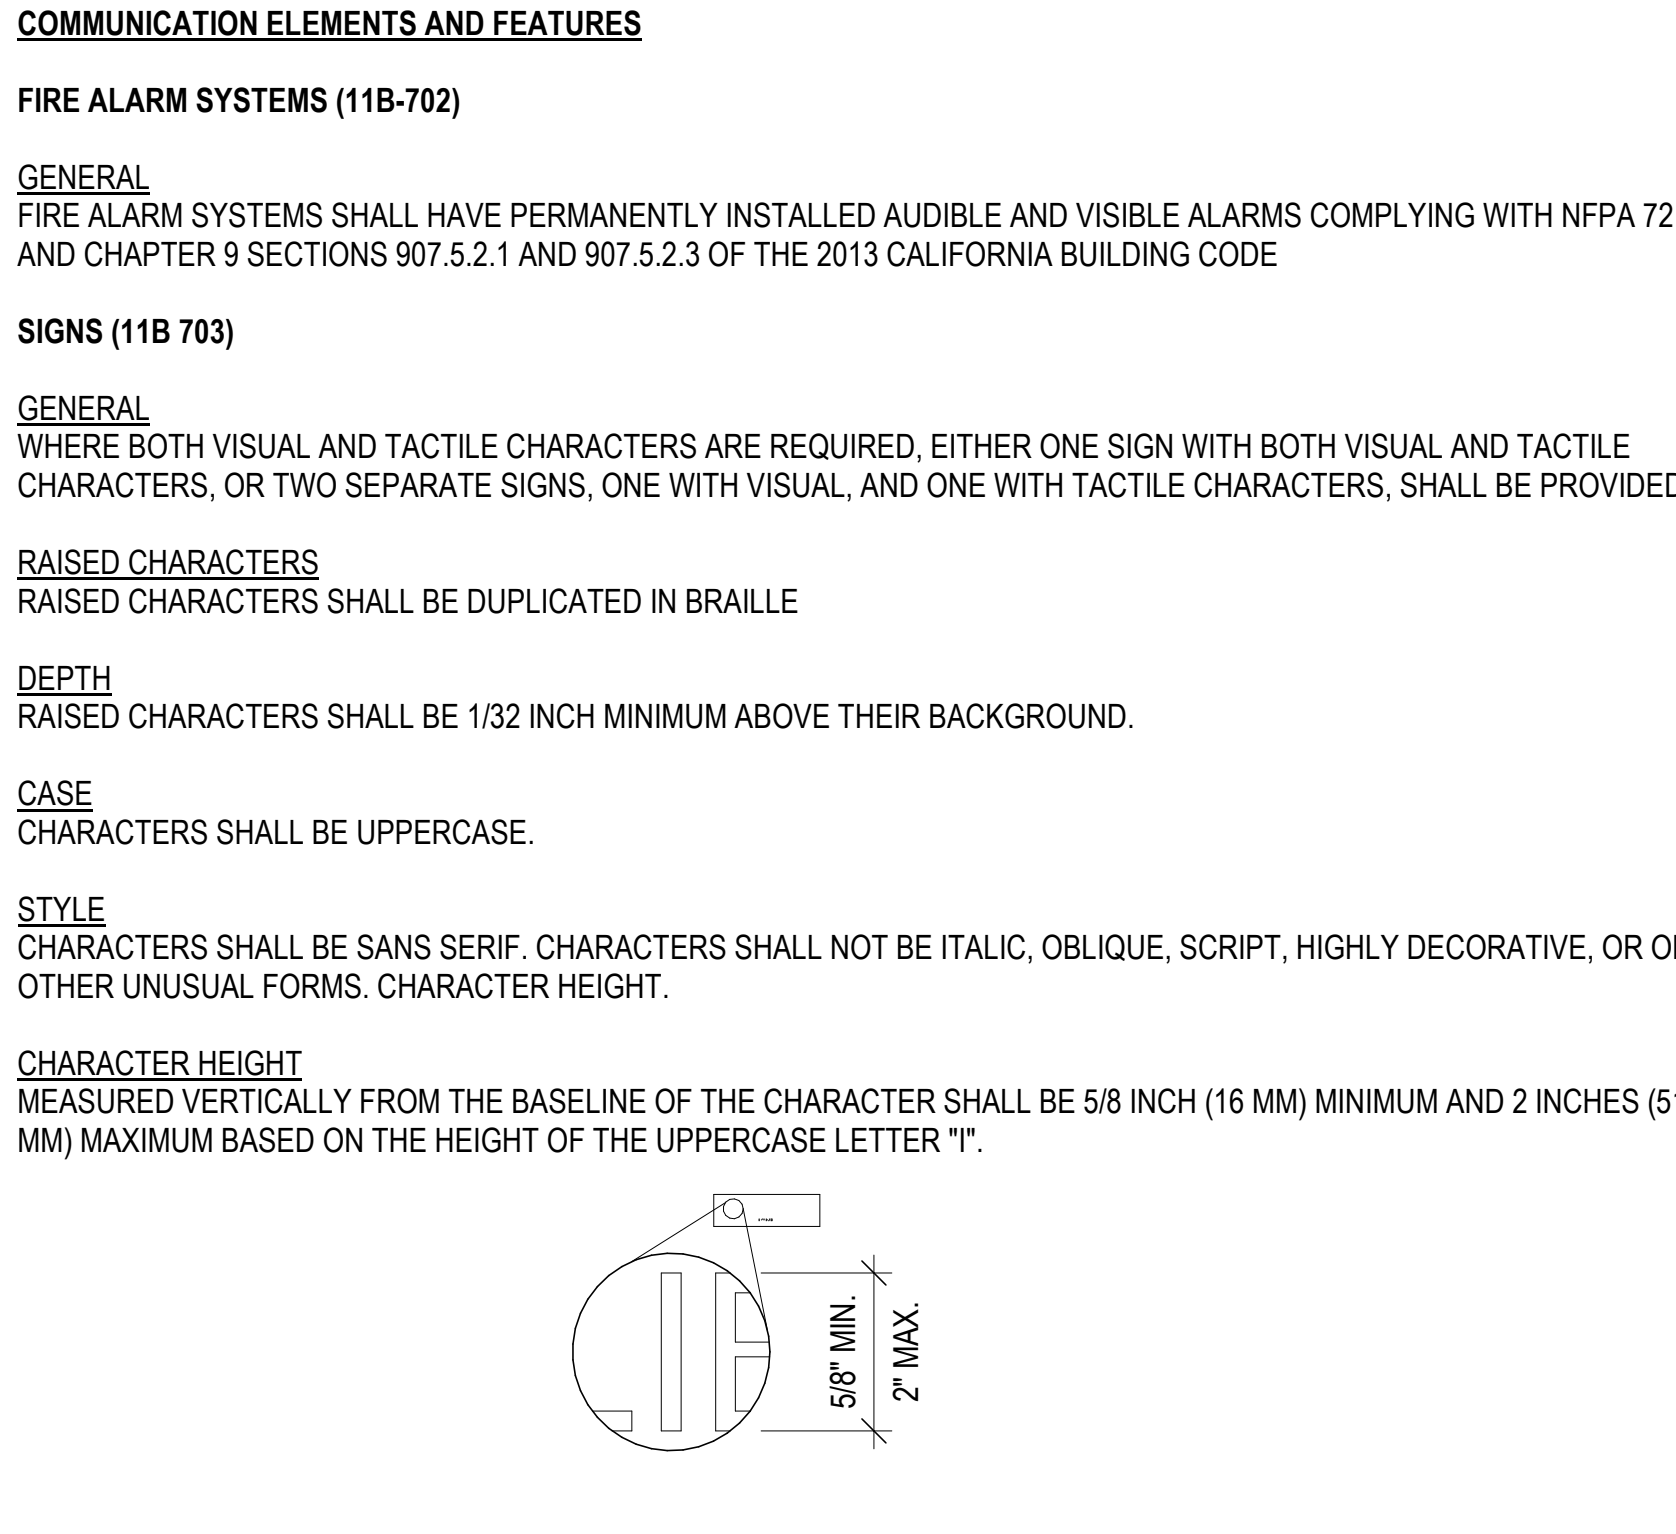 COMMUNICATION ELEMENTS AND FEATURES
FIRE ALARM SYSTEMS (11B-702)
GENERAL
FIRE ALARM SYSTEMS SHALL HAVE PERMANENTLY INSTALLED AUDIBLE AND VISIBLE ALARMS COMPLYING WITH NFPA 72
AND CHAPTER 9 SECTIONS 907.5.2.1 AND 907.5.2.3 OF THE 2013 CALIFORNIA BUILDING CODE
SIGNS (11B 703)
GENERAL
WHERE BOTH VISUAL AND TACTILE CHARACTERS ARE REQUIRED, EITHER ONE SIGN WITH BOTH VISUAL AND TACTILE
CHARACTERS, OR TWO SEPARATE SIGNS, ONE WITH VISUAL, AND ONE WITH TACTILE CHARACTERS, SHALL BE PROVIDED
RAISED CHARACTERS
RAISED CHARACTERS SHALL BE DUPLICATED IN BRAILLE
DEPTH
RAISED CHARACTERS SHALL BE 1/32 INCH MINIMUM ABOVE THEIR BACKGROUND.
CASE
CHARACTERS SHALL BE UPPERCASE.
STYLE
CHARACTERS SHALL BE SANS SERIF. CHARACTERS SHALL NOT BE ITALIC, OBLIQUE, SCRIPT, HIGHLY DECORATIVE, OR
OTHER UNUSUAL FORMS. CHARACTER HEIGHT.
CHARACTER HEIGHT
MEASURED VERTICALLY FROM THE BASELINE OF THE CHARACTER SHALL BE 5/8 INCH (16 MM) MINIMUM AND 2 INCHES (51
MM) MAXIMUM BASED ON THE HEIGHT OF THE UPPERCASE LETTER "I".
5/8" MIN.
2" MAX.